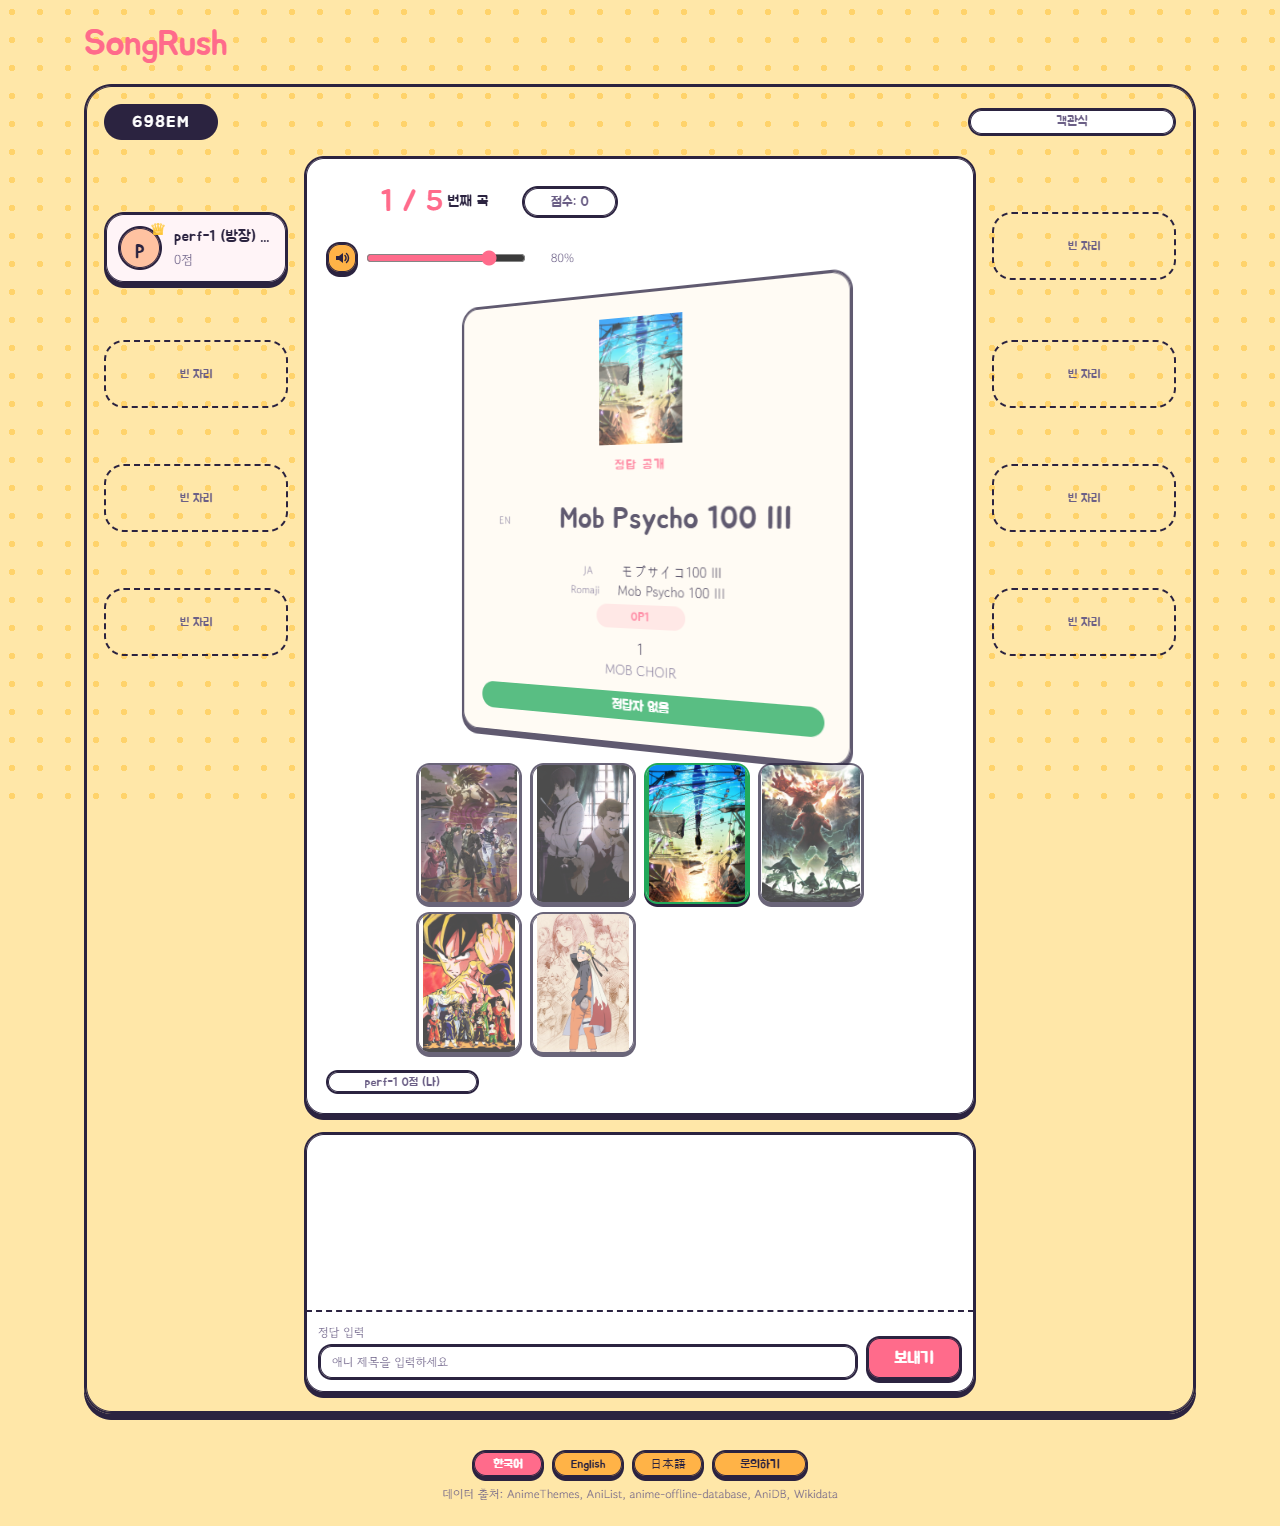 SongRush
698EM
객관식
1 / 5 번째 곡
점수: 0
perf-1 (방장) ...
0점
P
80%
빈 자리
빈 자리
빈 자리
빈 자리
빈 자리
빈 자리
빈 자리
정답 공개
EN Mob Psycho 100 III
JA モブサイコ100 III
Romaji Mob Psycho 100 III
OP1
1
MOB CHOIR
정답자 없음
perf-1 0점 (나)
정답 입력
애니 제목을 입력하세요
보내기
한국어
English
日本語
문의하기
데이터 출처: AnimeThemes, AniList, anime-offline-database, AniDB, Wikidata